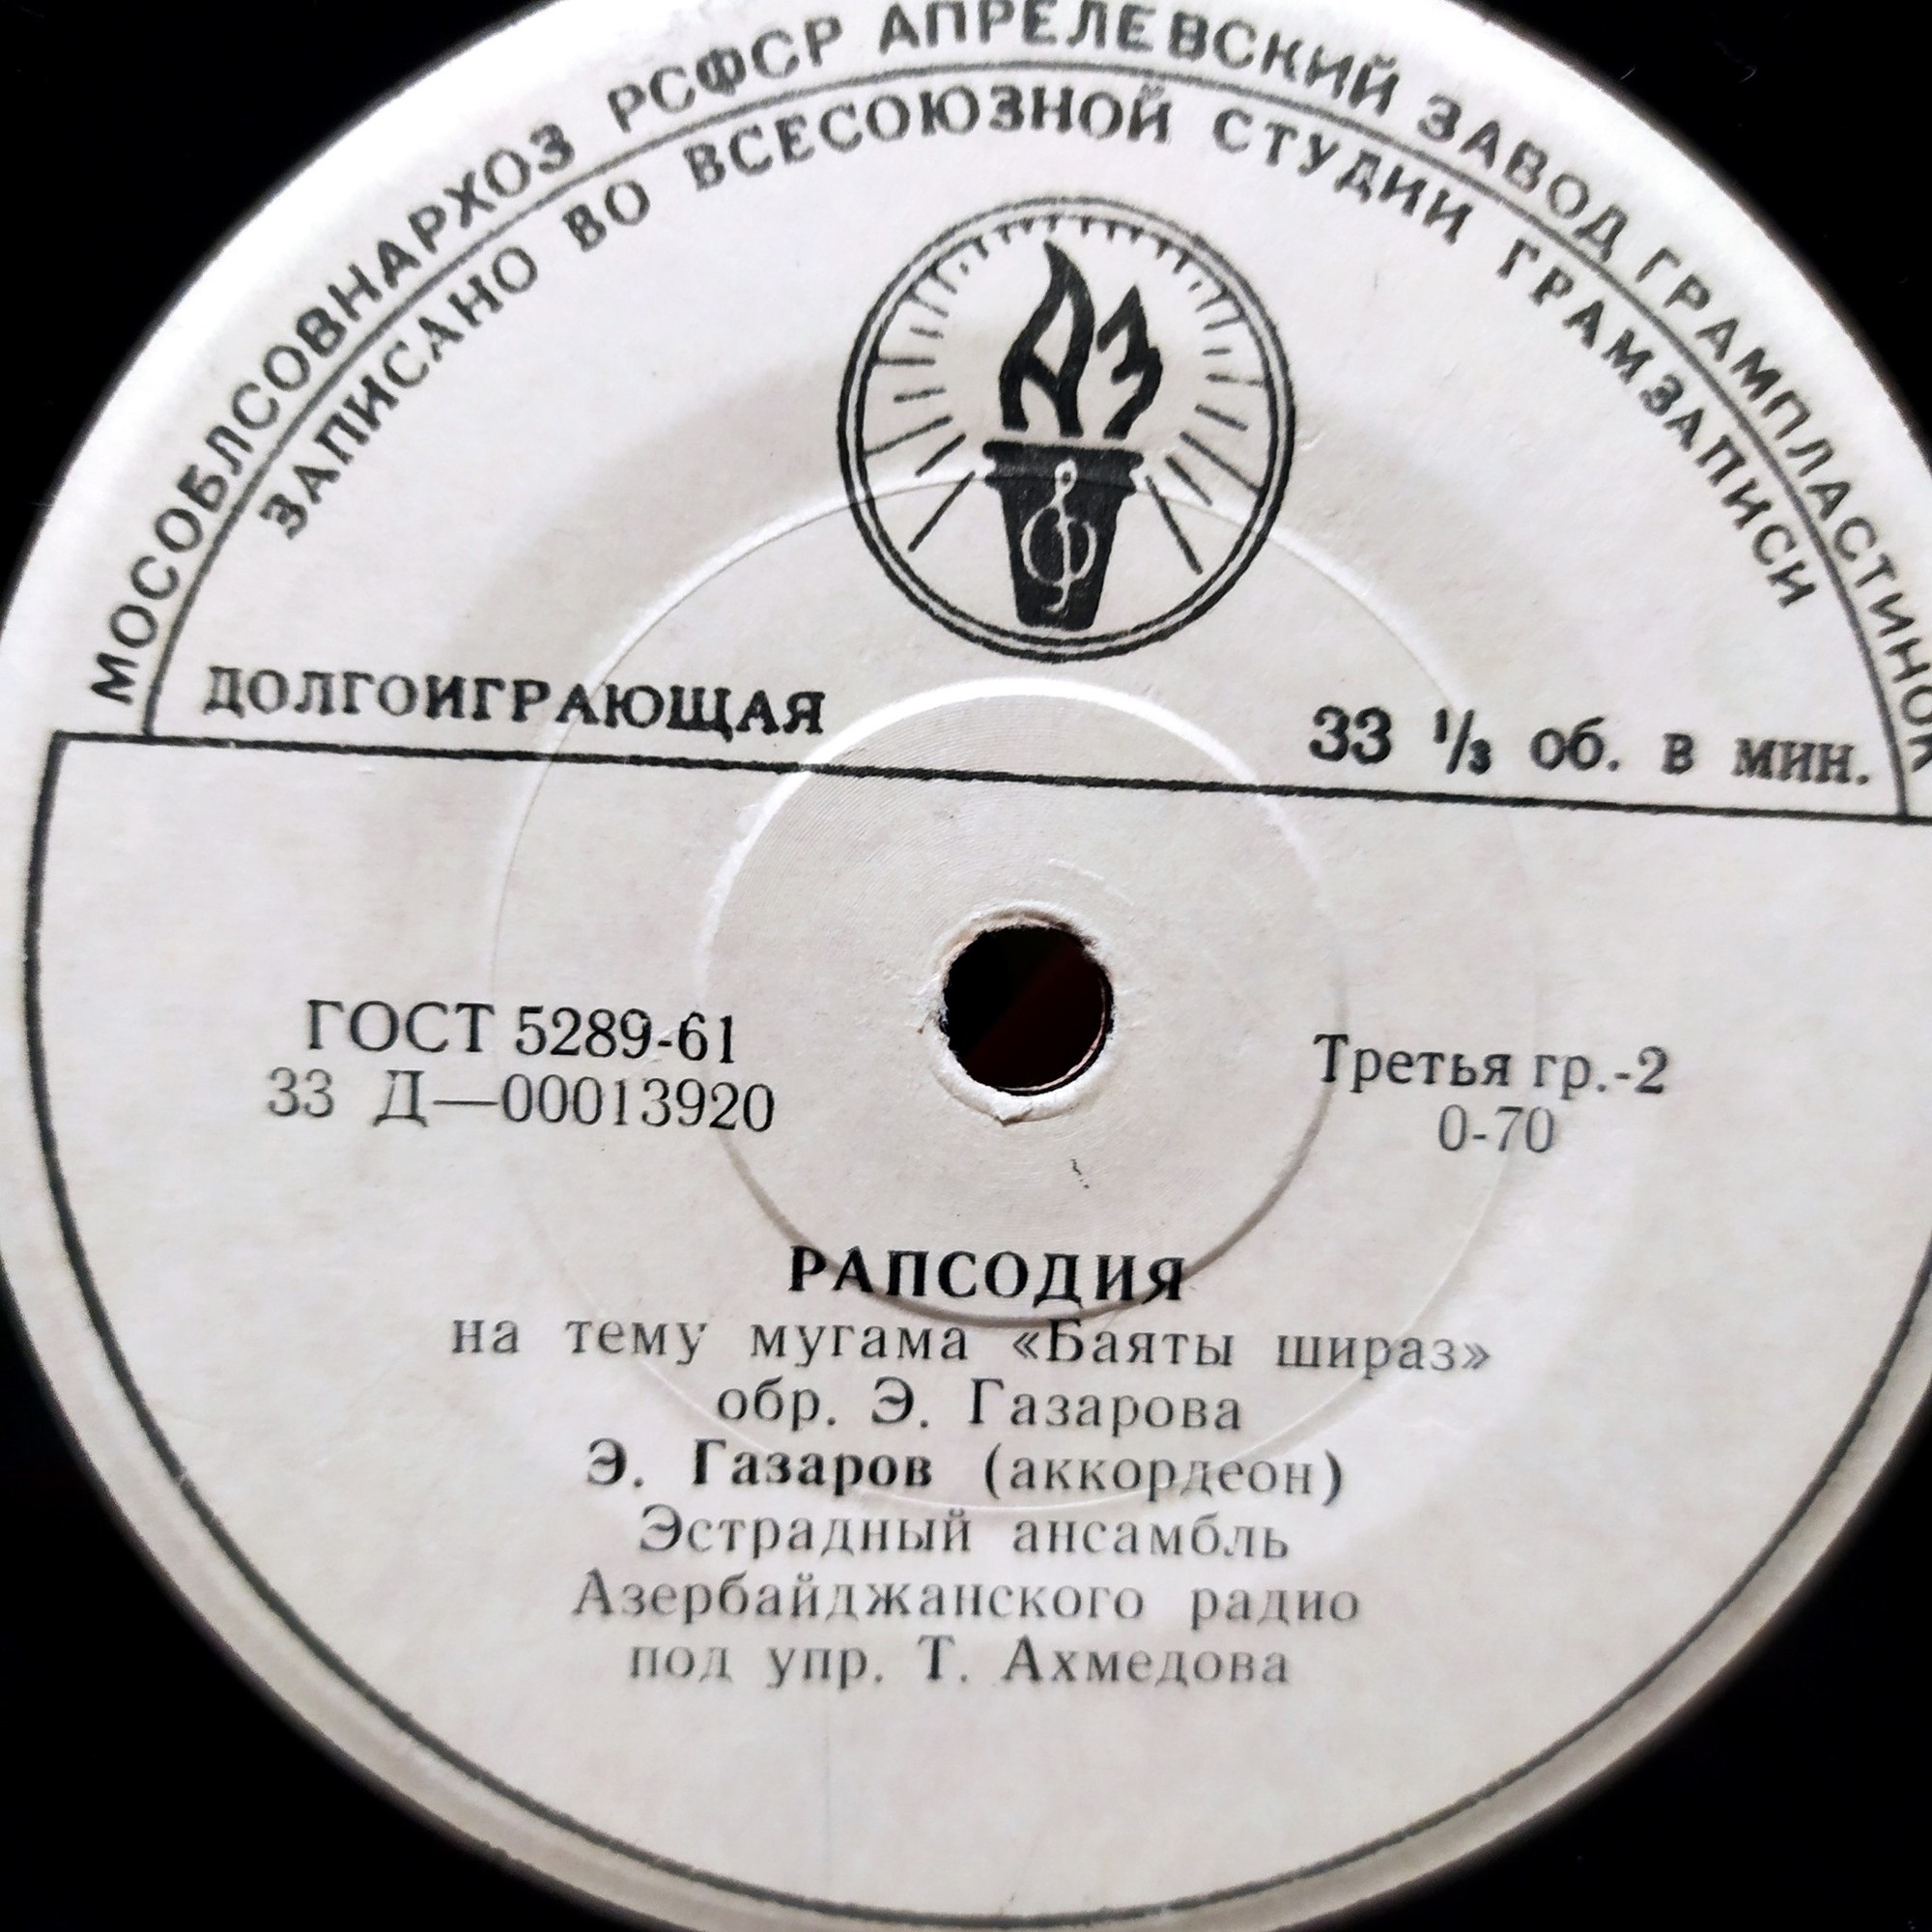 МОСОБЛСОВНАРХОЗ РСФСР АПРЕЛЕВСКИЙ ЗАВОД ГРАМПЛАСТИНОК
ЗАПИСАНО ВО ВСЕСОЮЗНОЙ СТУДИИ ГРАМЗАПИСИ
АЗ
ДОЛГОИГРАЮЩАЯ 33 1/3 об. в мин.
ГОСТ 5289-61 Третья гр.-2
33 Д—00013920 0-70
РАПСОДИЯ
на тему мугама «Баяты шираз»
обр. Э. Газарова
Э. Газаров (аккордеон)
Эстрадный ансамбль
Азербайджанского радио
под упр. Т. Ахмедова